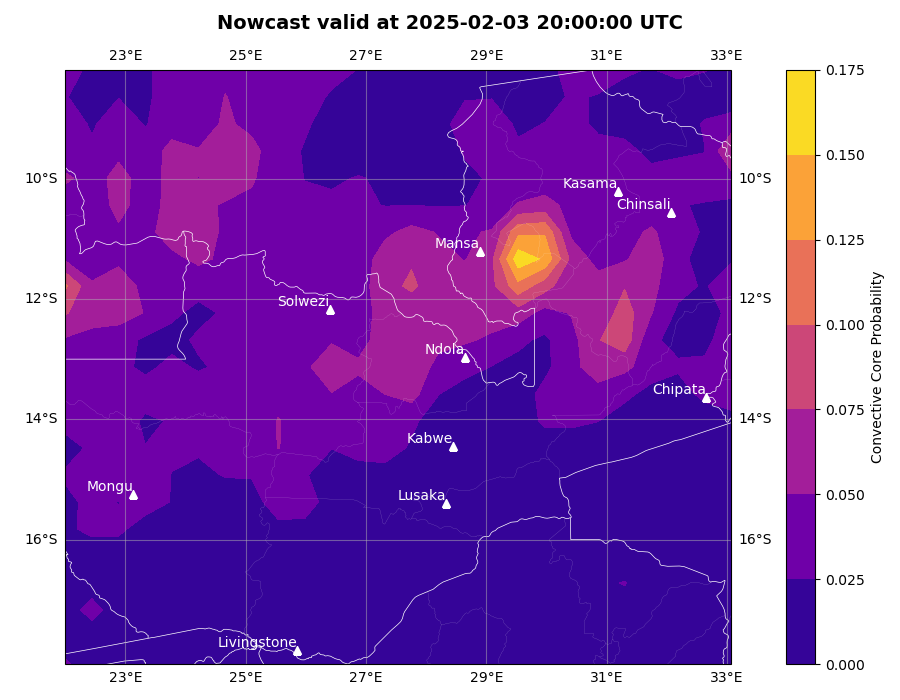 Nowcast valid at 2025-02-03 20:00:00 UTC
23°E 25°E 27°E 29°E 31°E 33°E
0.175
0.150
10°S 10°S
Kasama
Chinsali
Mansa
0.125
12°S 12°S
Solwezi
0.100
Ndola
Chipata
0.075
14°S 14°S
Kabwe
Mongu
Lusaka
0.050
16°S 16°S
0.025
Livingstone
0.000
23°E 25°E 27°E 29°E 31°E 33°E
Convective Core Probability